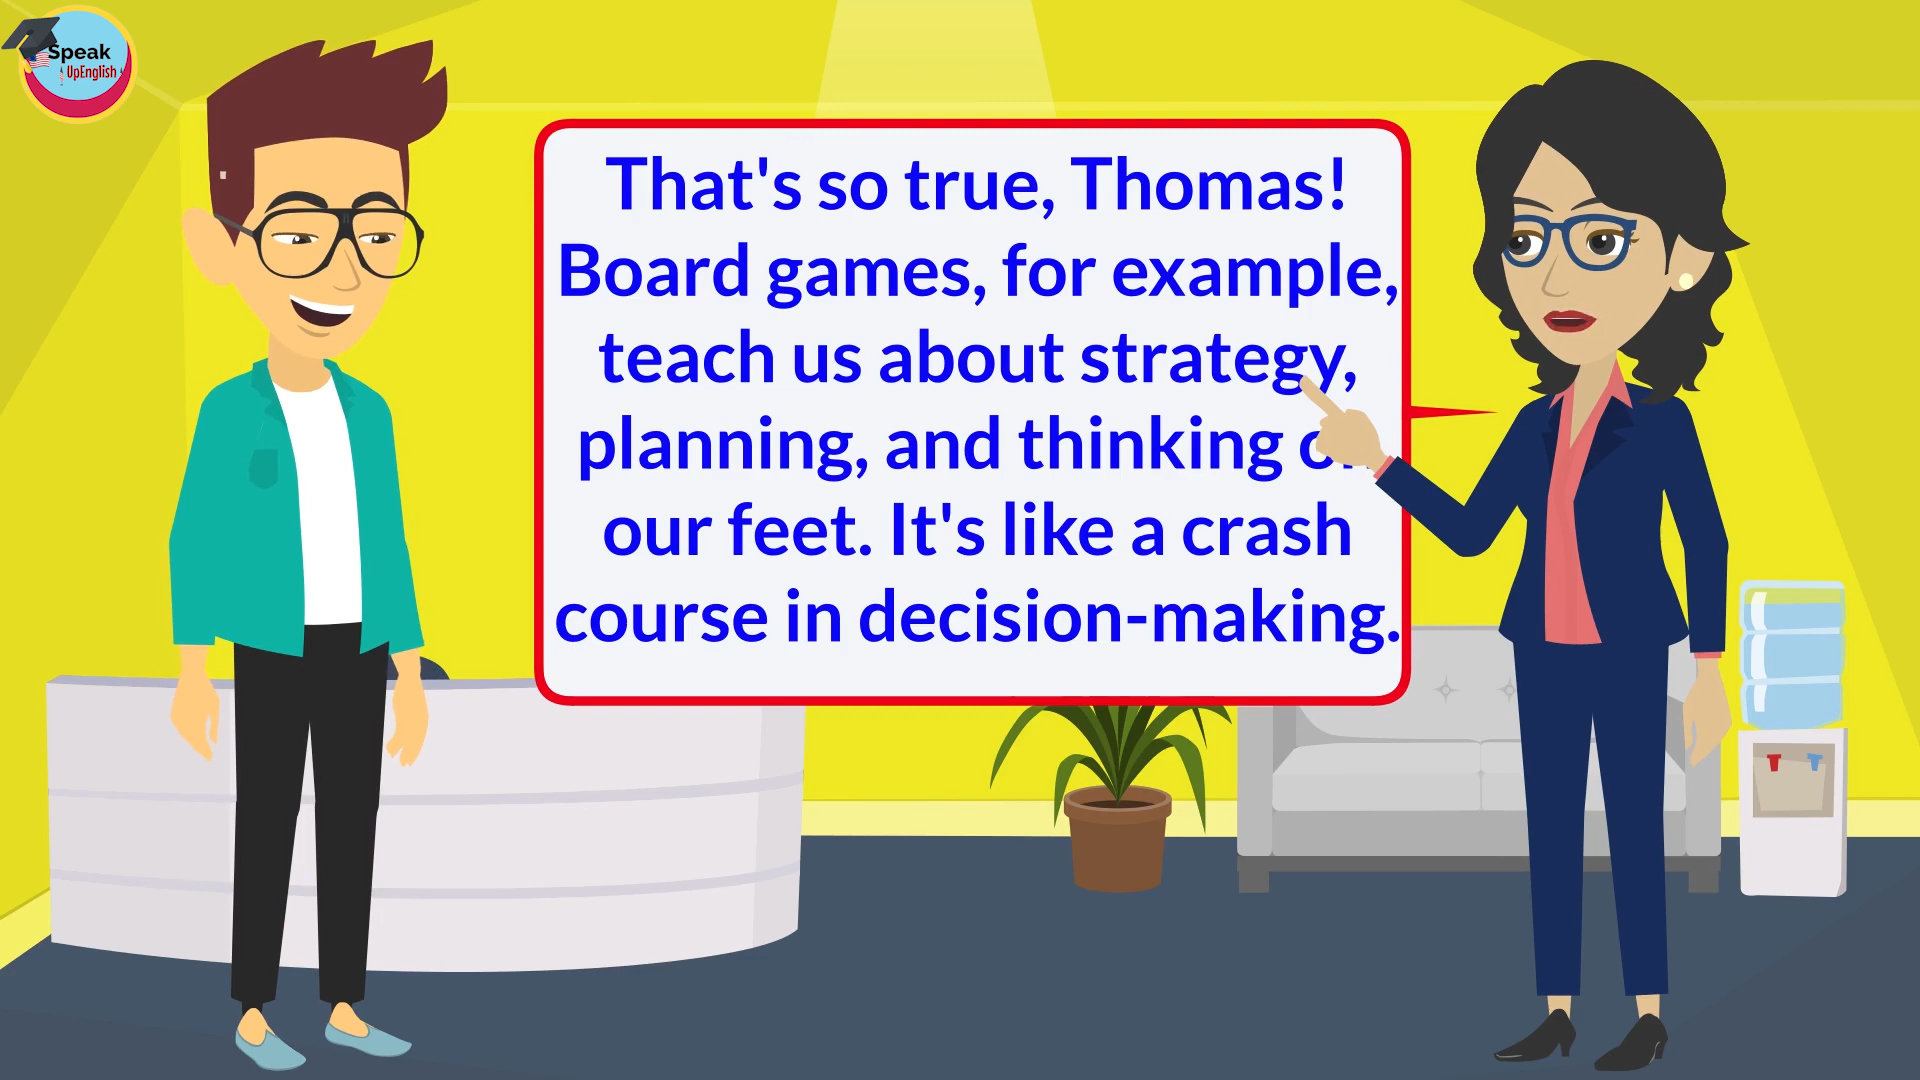 Speak
UpEnglish
That's so true, Thomas!
Board games, for example,
teach us about strategy,
planning, and thinking on
our feet. It's like a crash
course in decision-making.